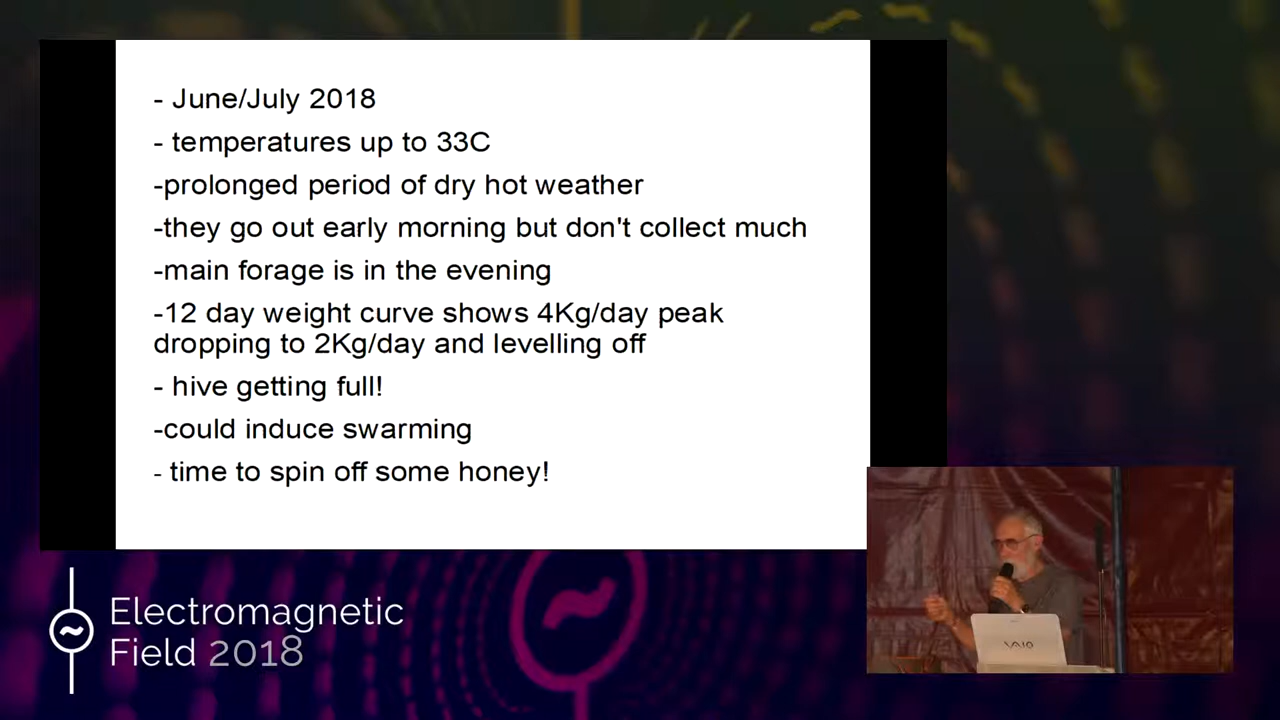 - June/July 2018
- temperatures up to 33C
-prolonged period of dry hot weather
-they go out early morning but don't collect much
-main forage is in the evening
-12 day weight curve shows 4Kg/day peak
dropping to 2Kg/day and levelling off
- hive getting full!
-could induce swarming
- time to spin off some honey!
VAIO
Electromagnetic
Field 2018